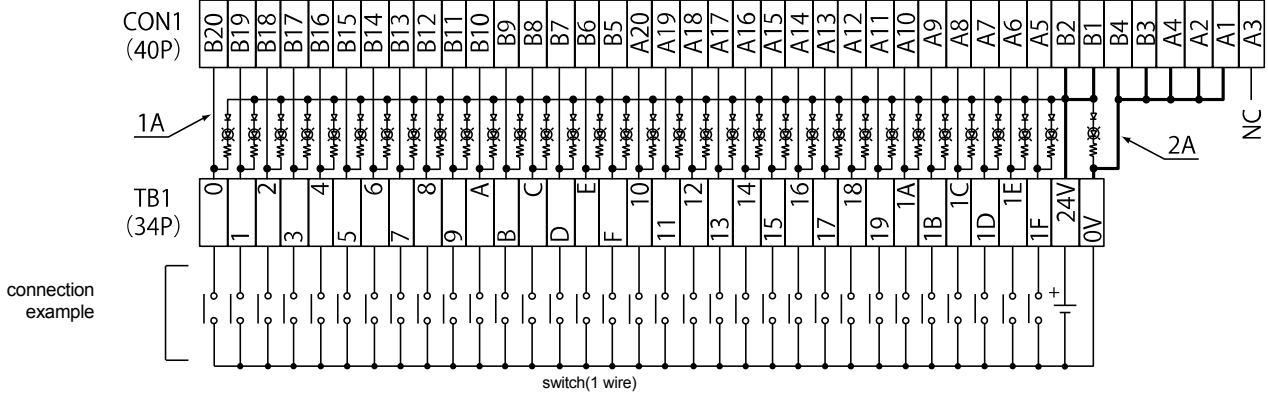 CON1
(40P)
B20 B19 B18 B17 B16 B15 B14 B13 B12 B11 B10 B9 B8 B7 B6 B5 A20 A19 A18 A17 A16 A15 A14 A13 A12 A11 A10 A9 A8 A7 A6 A5 B2 B1 B4 B3 A4 A2 A1 A3
1A
2A
NC
TB1
(34P)
0 1 2 3 4 5 6 7 8 9 A B C D E F 10 11 12 13 14 15 16 17 18 19 1A 1B 1C 1D 1E 1F 24V 0V
connection
example
+
switch(1 wire)